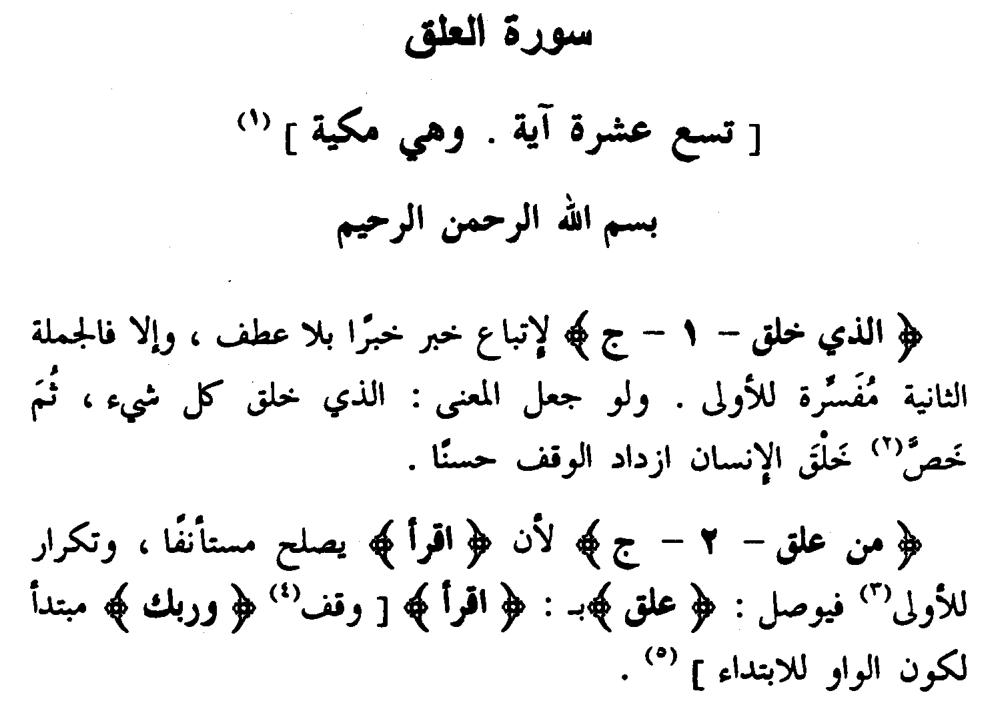 سورة العلق
[ تسع عشرة آية . وهي مكية ] (١)
بسم الله الرحمن الرحيم
﴿ الذي خلق – ١ – ج ﴾ لإتباع خبر خبرًا بلا عطف ، وإلا فالجملة
الثانية مُفَسِّرة للأولى . ولو جعل المعنى : الذي خلق كل شيء ، ثُمَّ
خَصَّ(٢) خَلْقَ الإنسان ازداد الوقف حسنًا .
﴿ من علق – ٢ – ج ﴾ لأن ﴿ اقرأ ﴾ يصلح مستأنفًا ، وتكرار
للأولى(٣) فيوصل : ﴿ علق ﴾بـ : ﴿ اقرأ ﴾ [ وقف(٤) ﴿ وربك ﴾ مبتدأ
لكون الواو للابتداء ] (٥) .